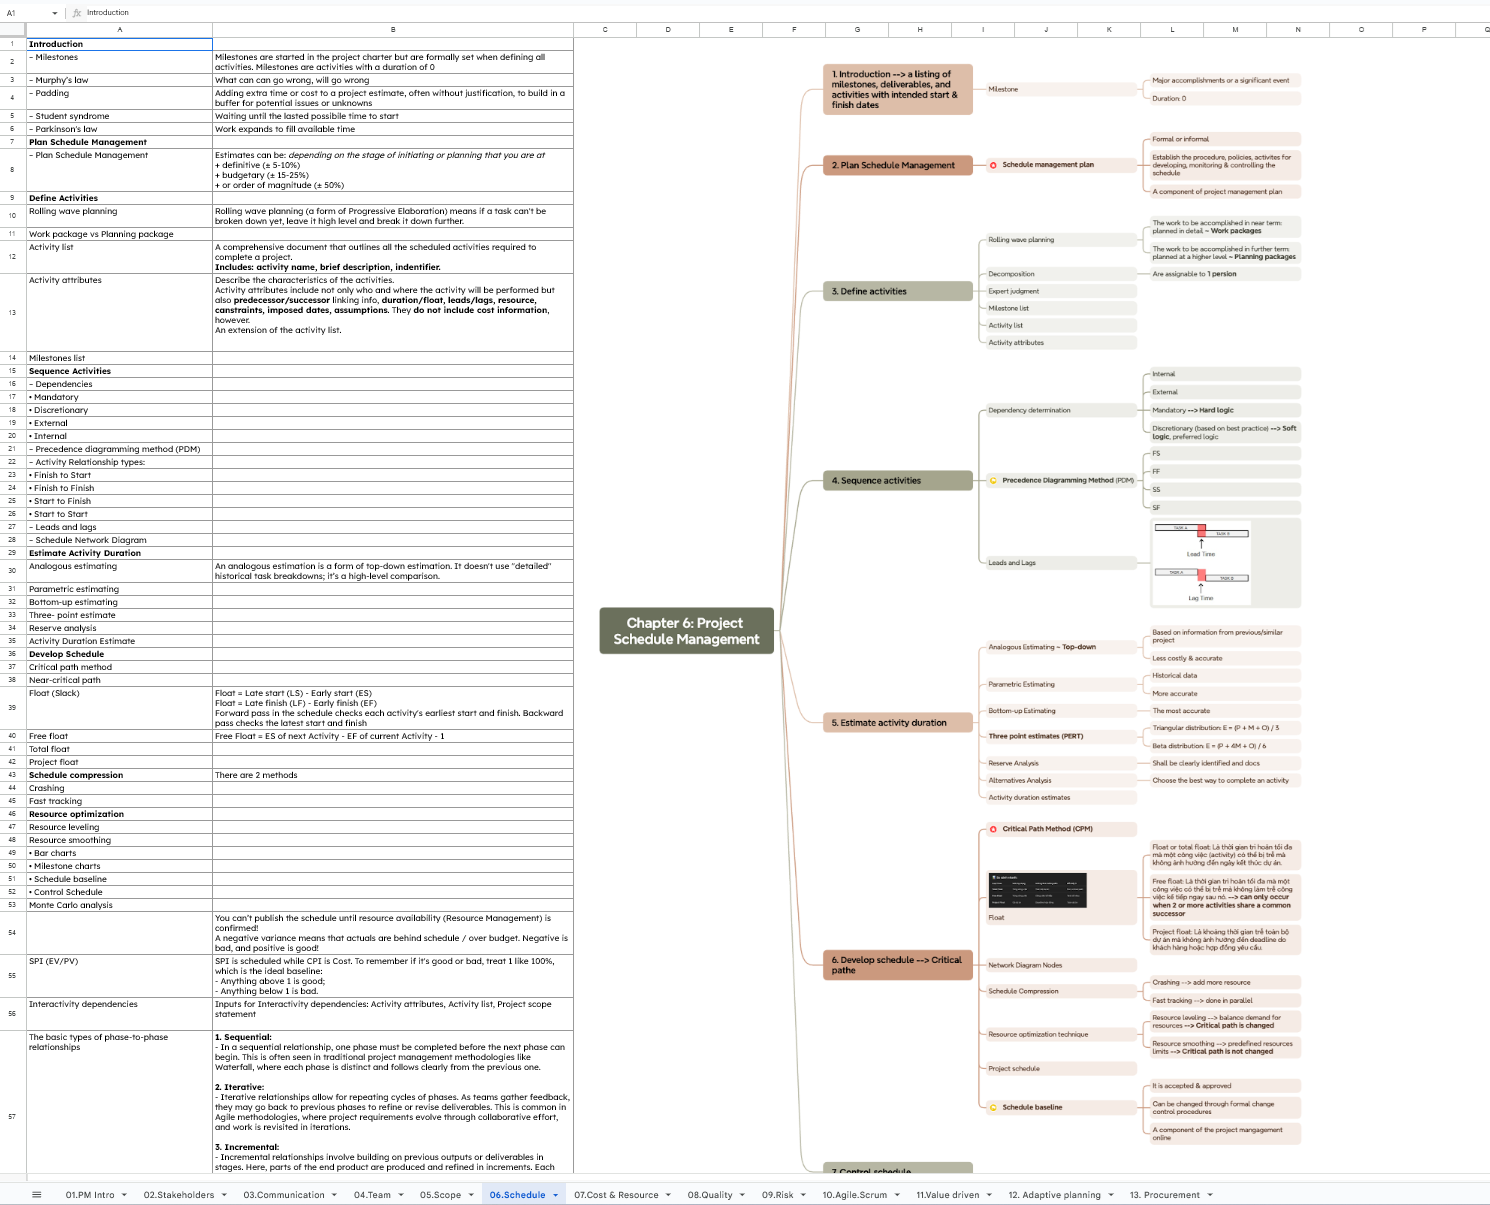 A1
fx
Introduction
A
B
C
D
E
F
G
H
I
J
K
L
M
N
O
P
Q
1
Introduction
2
– Milestones
Milestones are started in the project charter but are formally set when defining all
activities. Milestones are activities with a duration of 0
3
– Murphy's law
What can can go wrong, will go wrong
4
– Padding
Adding extra time or cost to a project estimate, often without justification, to build in a
buffer for potential issues or unknowns
5
– Student syndrome
Waiting until the lasted possibile time to start
6
– Parkinson's law
Work expands to fill available time
7
Plan Schedule Management
8
– Plan Schedule Management
Estimates can be: depending on the stage of initiating or planning that you are at
+ definitive (± 5-10%)
+ budgetary (± 15-25%)
+ or order of magnitude (± 50%)
9
Define Activities
10
Rolling wave planning
Rolling wave planning (a form of Progressive Elaboration) means if a task can't be
broken down yet, leave it high level and break it down further.
11
Work package vs Planning package
12
Activity list
A comprehensive document that outlines all the scheduled activities required to
complete a project.
Includes: activity name, brief description, indentifier.
13
Activity attributes
Describe the characteristics of the activities.
Activity attributes include not only who and where the activity will be performed but
also predecessor/successor linking info, duration/float, leads/lags, resource,
canstraints, imposed dates, assumptions. They do not include cost information,
however.
An extension of the activity list.
14
Milestones list
15
Sequence Activities
16
– Dependencies
17
• Mandatory
18
• Discretionary
19
• External
20
• Internal
21
– Precedence diagramming method (PDM)
22
– Activity Relationship types:
23
• Finish to Start
24
• Finish to Finish
25
• Start to Finish
26
• Start to Start
27
– Leads and lags
28
– Schedule Network Diagram
29
Estimate Activity Duration
30
Analogous estimating
An analogous estimation is a form of top-down estimation. It doesn't use "detailed"
historical task breakdowns; it's a high-level comparison.
31
Parametric estimating
32
Bottom-up estimating
33
Three- point estimate
34
Reserve analysis
35
Activity Duration Estimate
36
Develop Schedule
37
Critical path method
38
Near-critical path
39
Float (Slack)
Float = Late start (LS) - Early start (ES)
Float = Late finish (LF) - Early finish (EF)
Forward pass in the schedule checks each activity's earliest start and finish. Backward
pass checks the latest start and finish
40
Free float
Free Float = ES of next Activity - EF of current Activity - 1
41
Total float
42
Project float
43
Schedule compression
There are 2 methods
44
Crashing
45
Fast tracking
46
Resource optimization
47
Resource leveling
48
Resource smoothing
49
• Bar charts
50
• Milestone charts
51
• Schedule baseline
52
• Control Schedule
53
Monte Carlo analysis
54
You can't publish the schedule until resource availability (Resource Management) is
confirmed!
A negative variance means that actuals are behind schedule / over budget. Negative is
bad, and positive is good!
55
SPI (EV/PV)
SPI is scheduled while CPI is Cost. To remember if it's good or bad, treat 1 like 100%,
which is the ideal baseline:
- Anything above 1 is good;
- Anything below 1 is bad.
56
Interactivity dependencies
Inputs for Interactivity dependencies: Activity attributes, Activity list, Project scope
statement
57
The basic types of phase-to-phase
relationships
1. Sequential:
- In a sequential relationship, one phase must be completed before the next phase can
begin. This is often seen in traditional project management methodologies like
Waterfall, where each phase is distinct and follows clearly from the previous one.
2. Iterative:
- Iterative relationships allow for repeating cycles of phases. As teams gather feedback,
they may go back to previous phases to refine or revise deliverables. This is common in
Agile methodologies, where project requirements evolve through collaborative effort,
and work is revisited in iterations.
3. Incremental:
- Incremental relationships involve building on previous outputs or deliverables in
stages. Here, parts of the end product are produced and refined in increments. Each
Chapter 6: Project
Schedule Management
1. Introduction --> a listing of
milestones, deliverables, and
activities with intended start &
finish dates
Milestone
Major accomplishments or a significant event
Duration: 0
2. Plan Schedule Management
Schedule management plan
Formal or informal
Establish the procedure, policies, activites for
developing, monitoring & controlling the
schedule
A component of project management plan
3. Define activities
Rolling wave planning
The work to be accomplished in near term:
planned in detail ~ Work packages
The work to be accomplished in further term:
planned at a higher level ~ Planning packages
Decomposition
Are assignable to 1 person
Expert judgment
Milestone list
Activity list
Activity attributes
4. Sequence activities
Dependency determination
Internal
External
Mandatory --> Hard logic
Discretionary (based on best practice) --> Soft
logic, preferred logic
Precedence Diagramming Method (PDM)
FS
FF
SS
SF
Leads and Lags
TASK A
TASK B
Lead Time
TASK A
TASK B
Lag Time
5. Estimate activity duration
Analogous Estimating ~ Top-down
Based on information from previous/similar
project
Less costly & accurate
Parametric Estimating
Historical data
More accurate
Bottom-up Estimating
The most accurate
Three point estimates (PERT)
Triangular distribution: E = (P + M + O) / 3
Beta distribution: E = (P + 4M + O) / 6
Reserve Analysis
Shall be clearly identified and docs
Alternatives Analysis
Choose the best way to complete an activity
Activity duration estimates
6. Develop schedule --> Critical
pathe
Critical Path Method (CPM)
Float
Float or total float: Là thời gian trì hoãn tối đa
mà một công việc (activity) có thể bị trễ mà
không ảnh hưởng đến ngày kết thúc dự án.
Free float: Là thời gian trì hoãn tối đa mà một
công việc có thể bị trễ mà không làm trễ công
việc kế tiếp ngay sau nó. --> can only occur
when 2 or more activities share a common
successor
Project float: Là khoảng thời gian trễ toàn bộ
dự án mà không ảnh hưởng đến deadline do
khách hàng hoặc hợp đồng yêu cầu.
Network Diagram Nodes
Schedule Compression
Crashing --> add more resource
Fast tracking --> done in parallel
Resource optimization technique
Resource leveling --> balance demand for
resources --> Critical path is changed
Resource smoothing --> predefined resources
limits --> Critical path is not changed
Project schedule
Schedule baseline
It is accepted & approved
Can be changed through formal change
control procedures
A component of the project mangagement
online
7. Control schedule
01.PM Intro
02.Stakeholders
03.Communication
04.Team
05.Scope
06.Schedule
07.Cost & Resource
08.Quality
09.Risk
10.Agile.Scrum
11.Value driven
12. Adaptive planning
13. Procurement